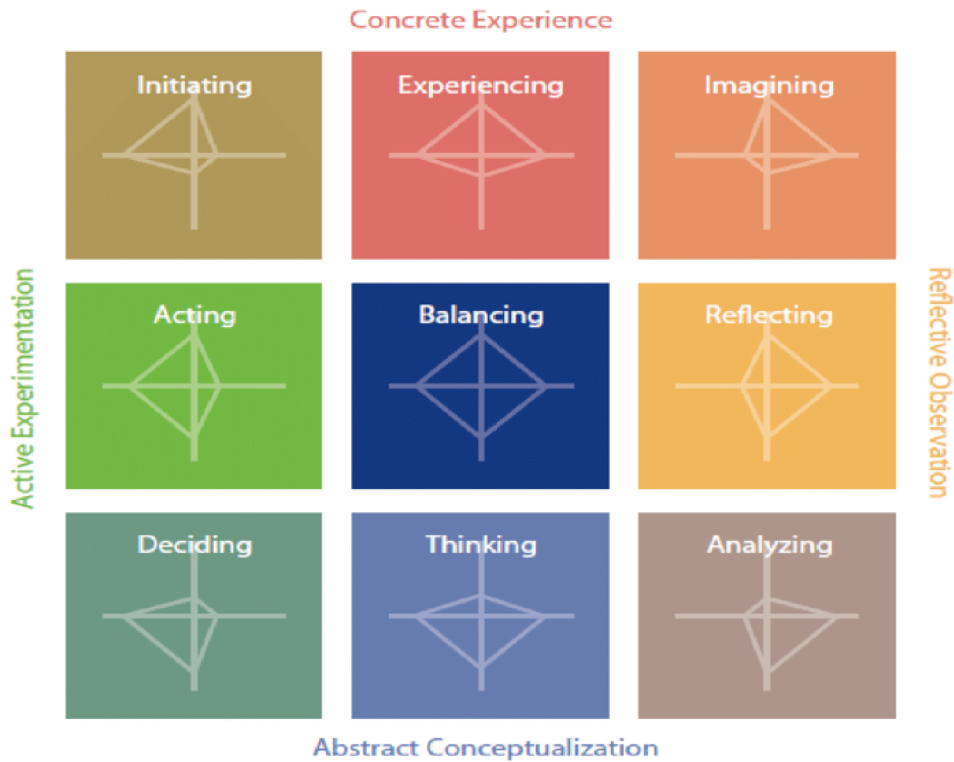 Concrete Experience
Initiating
Experiencing
Imagining
Active Experimentation
Acting
Balancing
Reflecting
Reflective Observation
Deciding
Thinking
Analyzing
Abstract Conceptualization